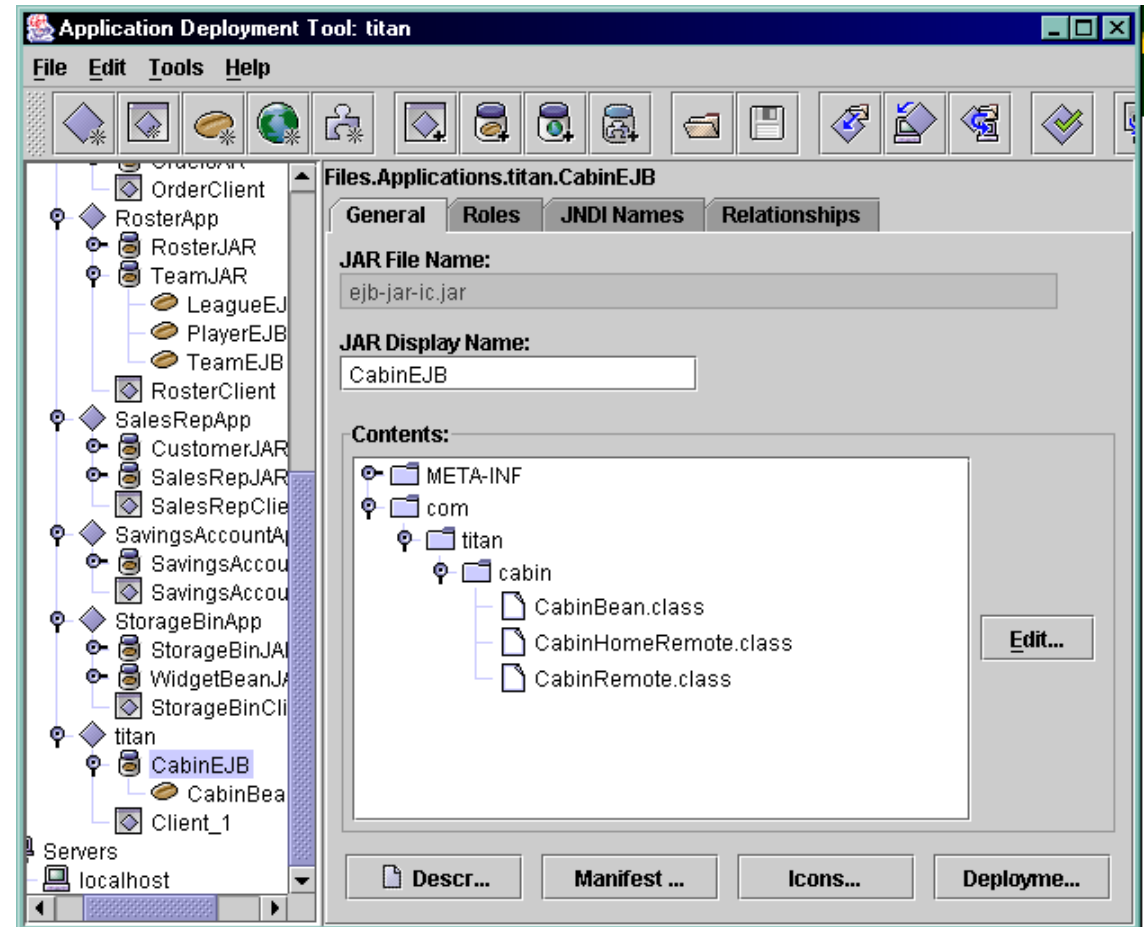 Application Deployment Tool: titan
File Edit Tools Help
OrderClient
RosterApp
RosterJAR
TeamJAR
LeagueEJ
PlayerEJB
TeamEJB
RosterClient
SalesRepApp
CustomerJAR
SalesRepJAR
SalesRepClie
SavingsAccountA
SavingsAccou
SavingsAccou
StorageBinApp
StorageBinJA
WidgetBeanJ
StorageBinCli
titan
CabinEJB
CabinBea
Client_1
Servers
localhost
Files.Applications.titan.CabinEJB
General Roles JNDI Names Relationships
JAR File Name:
ejb-jar-ic.jar
JAR Display Name:
CabinEJB
Contents:
META-INF
com
titan
cabin
CabinBean.class
CabinHomeRemote.class
CabinRemote.class
Edit...
Descr... Manifest ... Icons... Deployme...